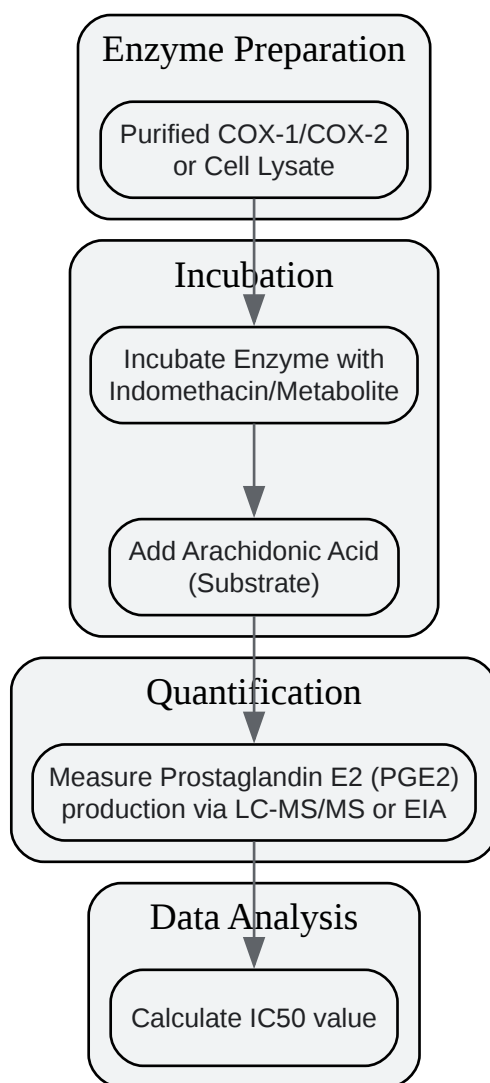 Enzyme Preparation
Purified COX-1/COX-2
or Cell Lysate
Incubation
Incubate Enzyme with
Indomethacin/Metabolite
Add Arachidonic Acid
(Substrate)
Quantification
Measure Prostaglandin E2 (PGE2)
production via LC-MS/MS or EIA
Data Analysis
Calculate IC50 value